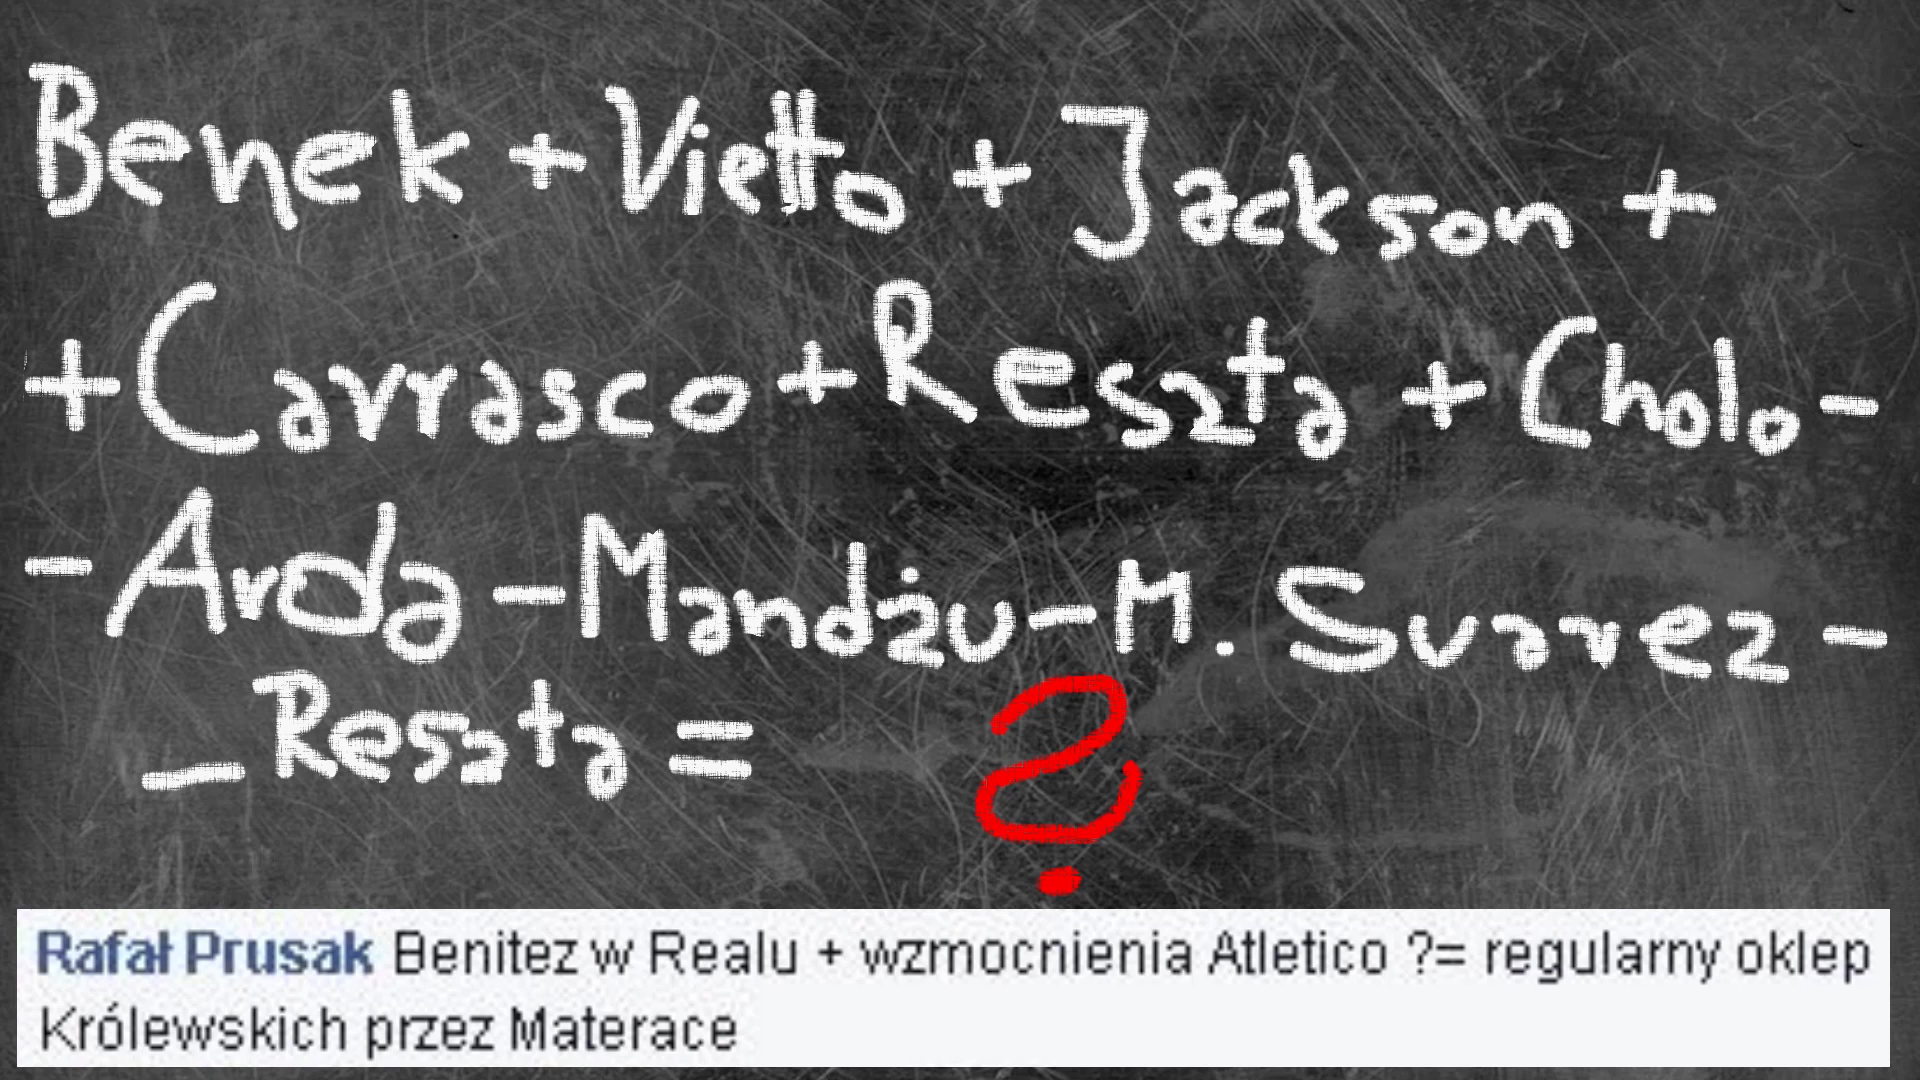 Benek + Vietto + Jackson +
+ Carrasco + Reszta + Cholo -
- Arda - Mandżu - M. Suarez -
- Reszta = ?
Rafał Prusak Benitez w Realu + wzmocnienia Atletico ?= regularny oklep
Królewskich przez Materace